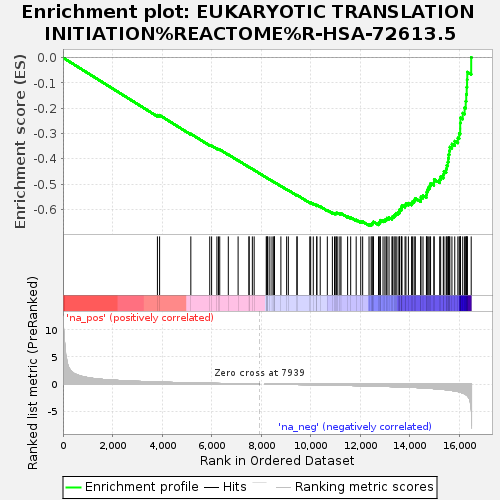 Enrichment plot: EUKARYOTIC TRANSLATION
INITIATION%REACTOME%R-HSA-72613.5
Enrichment score (ES)
0.0
-0.1
-0.2
-0.3
-0.4
-0.5
-0.6
'na_pos' (positively correlated)
Ranked list metric (PreRanked)
10
5
0
-5
Zero cross at 7939
'na_neg' (negatively correlated)
0
2,000
4,000
6,000
8,000
10,000
12,000
14,000
16,000
Rank in Ordered Dataset
Enrichment profile
Hits
Ranking metric scores